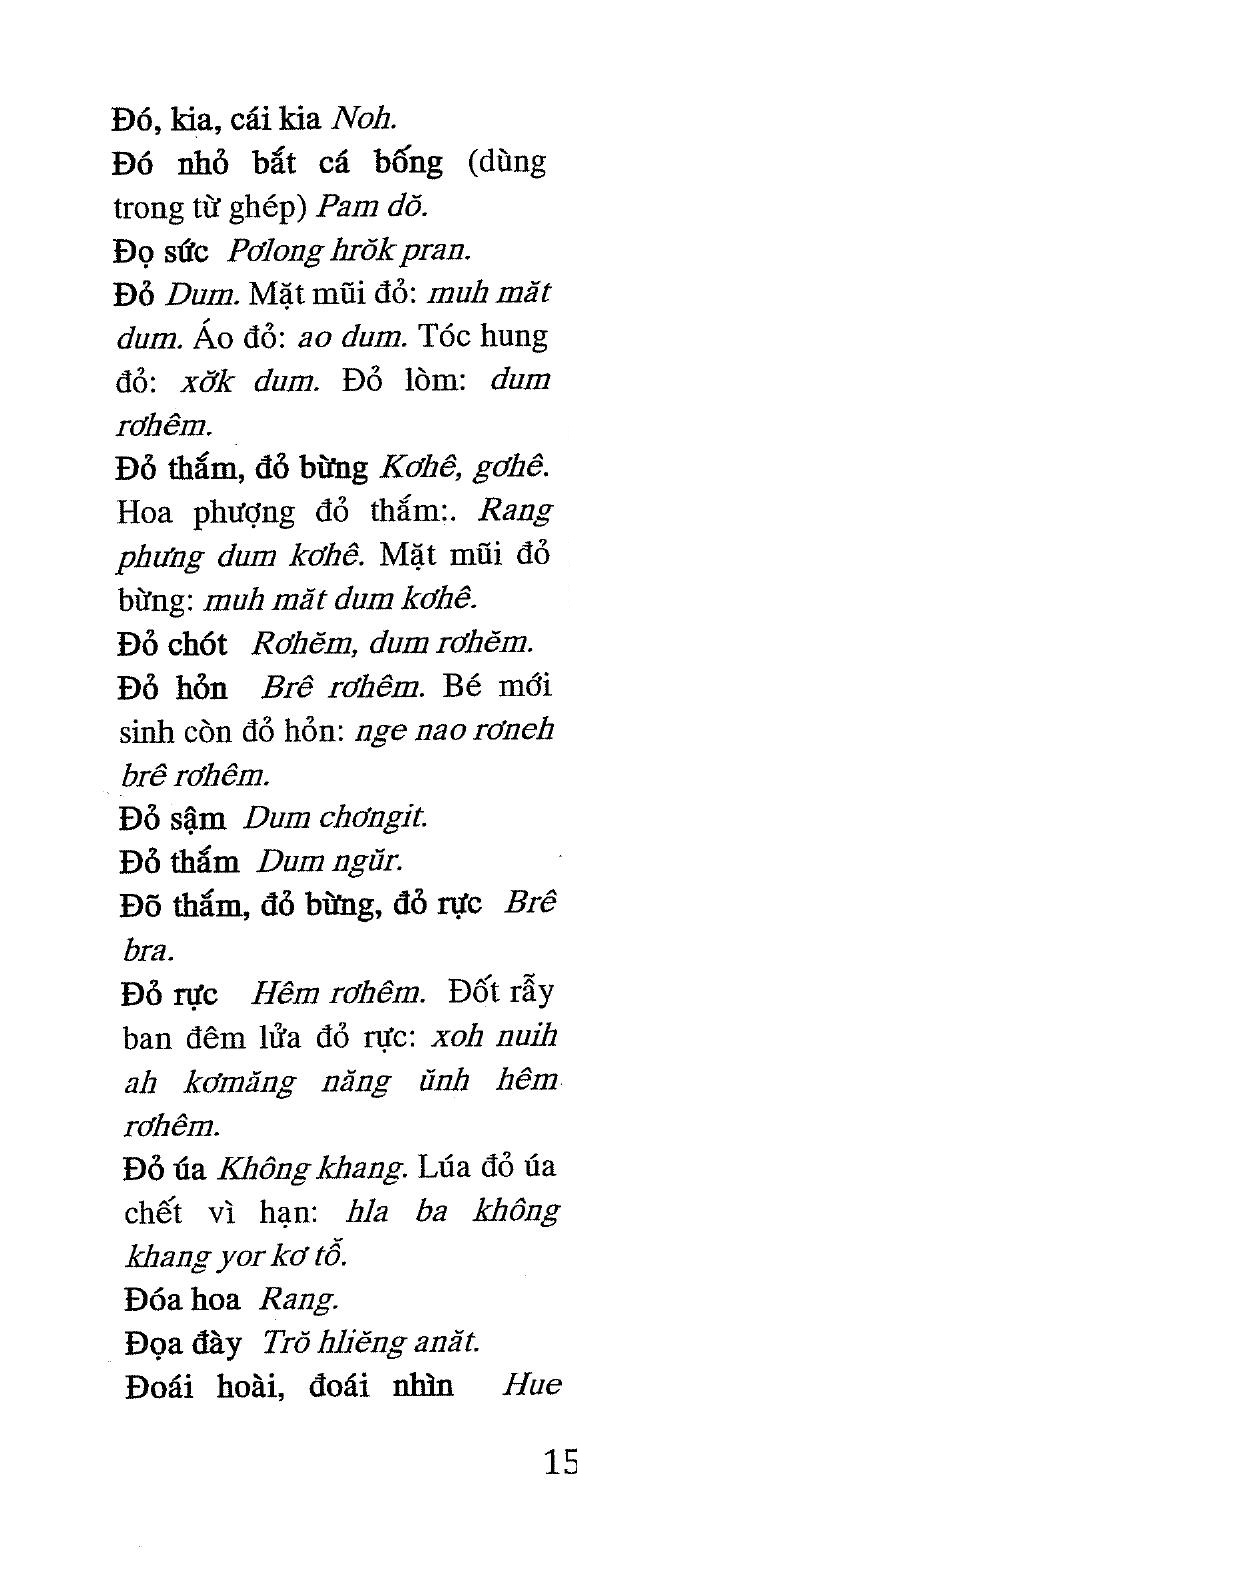 Đó, kia, cái kia Noh.
Đó nhỏ bắt cá bống (dùng
trong từ ghép) Pam dŏ.
Đọ sức Pơlong hrŏk pran.
Đỏ Dum. Mặt mũi đỏ: muh măt
dum. Áo đỏ: ao dum. Tóc hung
đỏ: xơ̆k dum. Đỏ lòm: dum
rơhêm.
Đỏ thắm, đỏ bừng Kơhê, gơhê.
Hoa phượng đỏ thắm:. Rang
phưng dum kơhê. Mặt mũi đỏ
bừng: muh măt dum kơhê.
Đỏ chót Rơhĕm, dum rơhĕm.
Đỏ hỏn Brê rơhêm. Bé mới
sinh còn đỏ hỏn: nge nao rơneh
brê rơhêm.
Đỏ sậm Dum chơngit.
Đỏ thắm Dum ngŭr.
Đõ thắm, đỏ bừng, đỏ rực Brê
bra.
Đỏ rực Hêm rơhêm. Đốt rẫy
ban đêm lửa đỏ rực: xoh nuih
ah kơmăng năng ŭnh hêm
rơhêm.
Đỏ úa Không khang. Lúa đỏ úa
chết vì hạn: hla ba không
khang yor kơ tô̆.
Đóa hoa Rang.
Đọa đày Trŏ hliĕng anăt.
Đoái hoài, đoái nhìn Hue
15